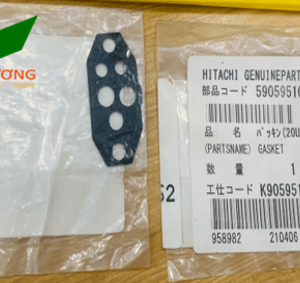 ƯƠNG
HITACHI GENUINEPART
部品コード 59059510
品 名 パッキン(20U
(PARTSNAME) GASKET
数 量 1
工仕コード K905951
S2
958982 210406